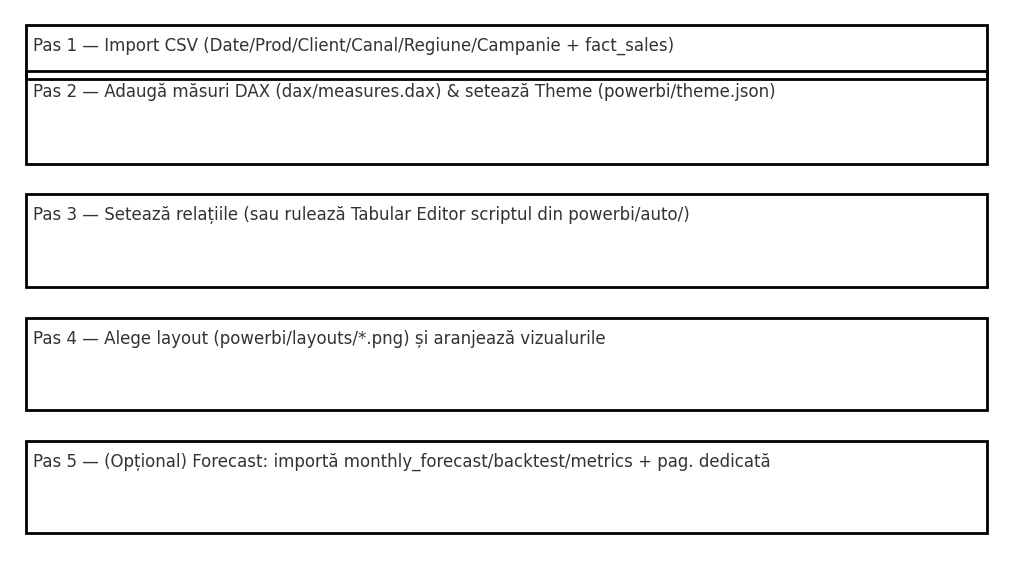 Pas 1 — Import CSV (Date/Prod/Client/Canal/Regiune/Campanie + fact_sales)
Pas 2 — Adaugă măsuri DAX (dax/measures.dax) & setează Theme (powerbi/theme.json)
Pas 3 — Setează relațiile (sau rulează Tabular Editor scriptul din powerbi/auto/)
Pas 4 — Alege layout (powerbi/layouts/*.png) și aranjează vizualurile
Pas 5 — (Opțional) Forecast: importă monthly_forecast/backtest/metrics + pag. dedicată